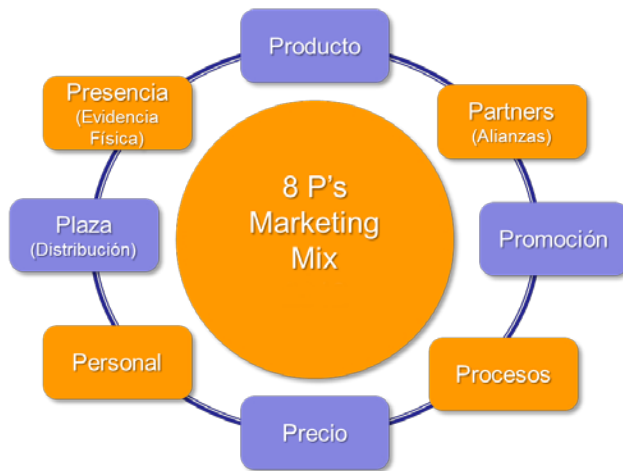 Producto
Presencia
(Evidencia
Física)
Partners
(Alianzas)
8 P's
Marketing
Mix
Plaza
(Distribución)
Promoción
Personal
Procesos
Precio